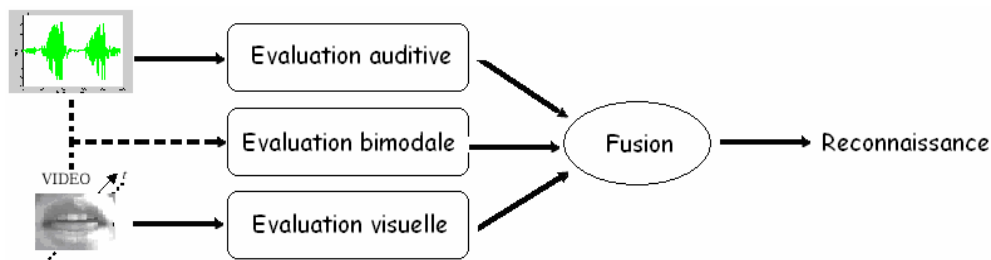 Evaluation auditive
Evaluation bimodale
Fusion
Reconnaissance
VIDEO
t
Evaluation visuelle